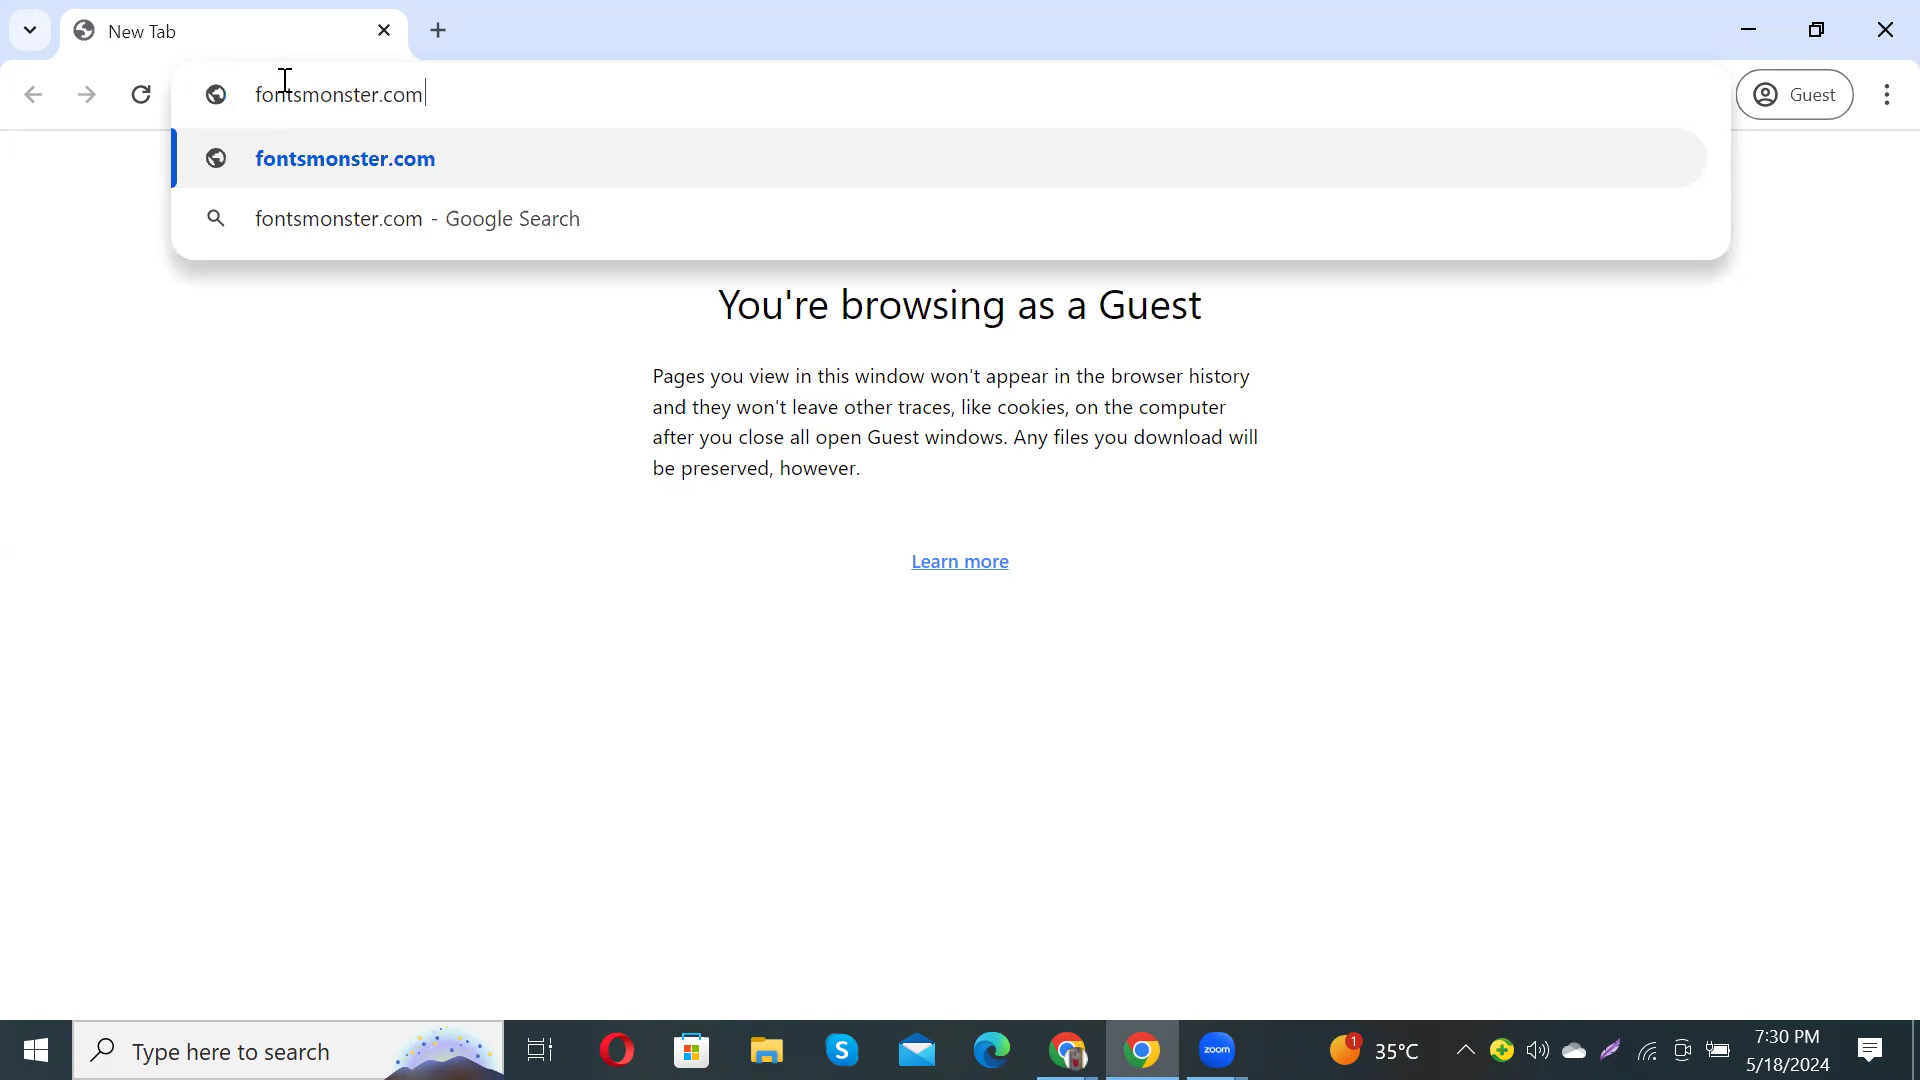 New Tab
fontsmonster.com
Guest
fontsmonster.com
fontsmonster.com - Google Search
You're browsing as a Guest
Pages you view in this window won't appear in the browser history
and they won't leave other traces, like cookies, on the computer
after you close all open Guest windows. Any files you download will
be preserved, however.
Learn more
Type here to search
S
zoom
1
35°C
7:30 PM
5/18/2024